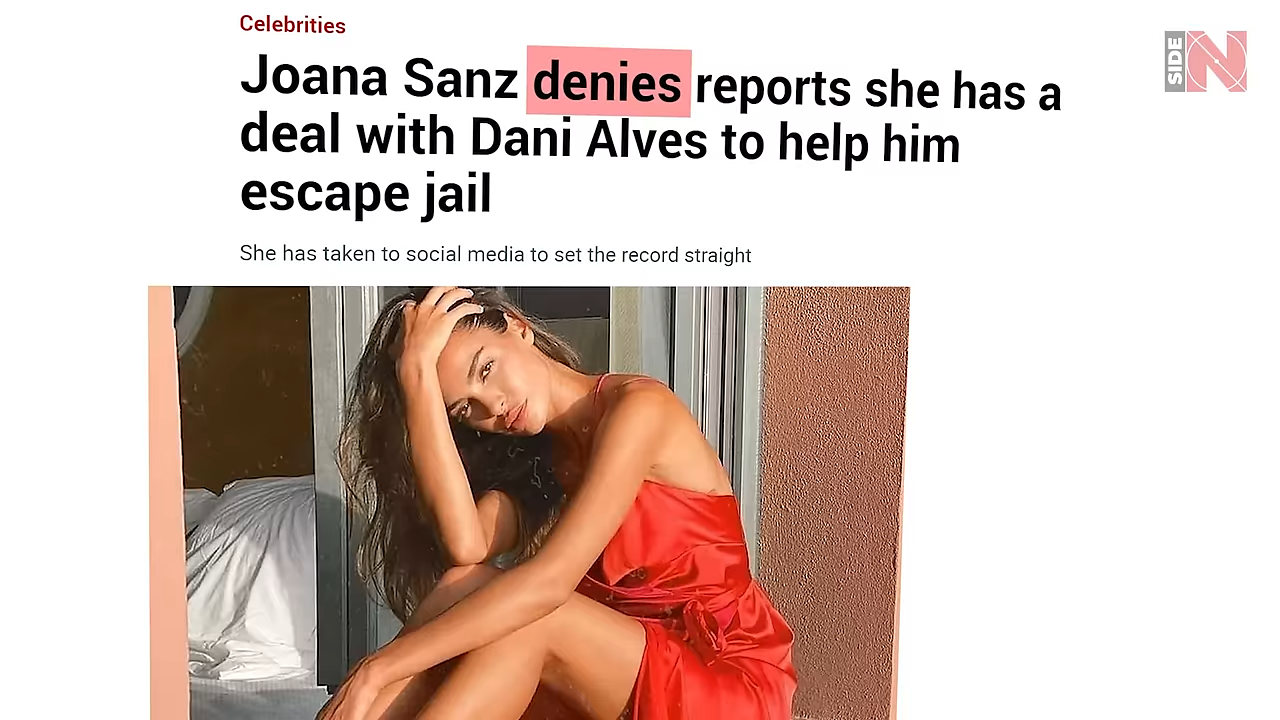 Celebrities
Joana Sanz denies reports she has a
deal with Dani Alves to help him
escape jail
She has taken to social media to set the record straight
SIDE N